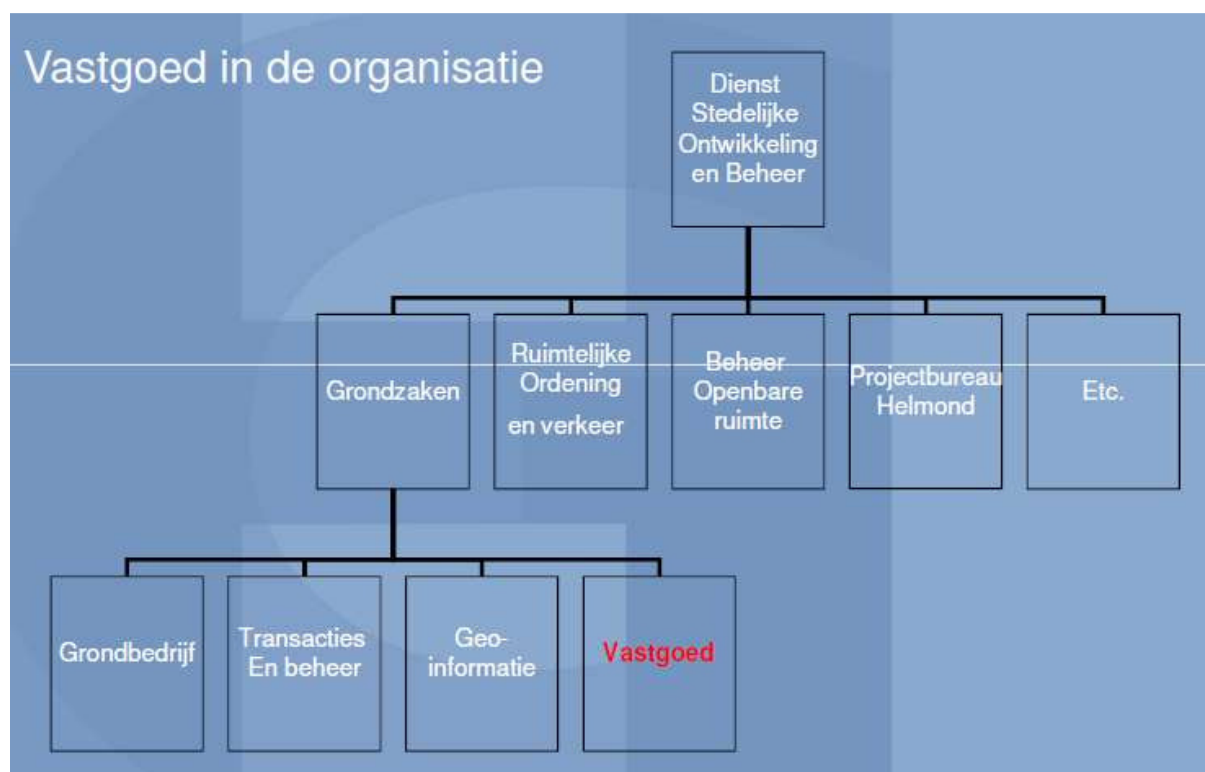 Vastgoed in de organisatie
Dienst
Stedelijke
Ontwikkeling
en Beheer
Grondzaken
Ruimtelijke
Ordening
en verkeer
Beheer
Openbare
ruimte
Projectbureau
Helmond
Etc.
Grondbedrijf
Transacties
En beheer
Geo-
informatie
Vastgoed